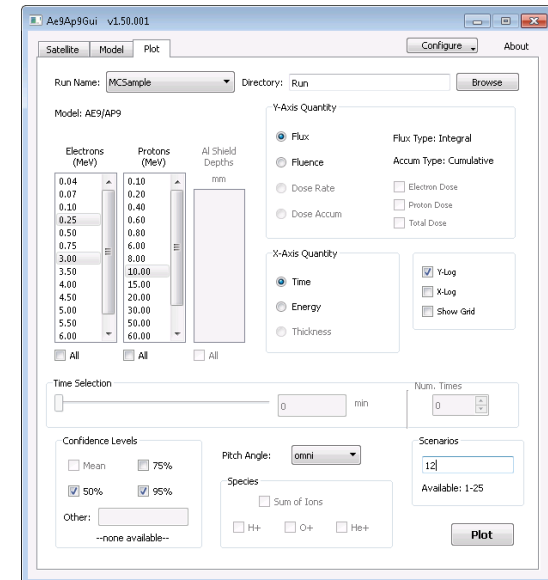 Ae9Ap9Gui v1.50.001
Satellite Model Plot Configure About
Run Name: MCSample Directory: Run Browse
Model: AE9/AP9
Y-Axis Quantity
Flux Flux Type: Integral
Fluence Accum Type: Cumulative
Dose Rate Electron Dose
Proton Dose
Dose Accum Total Dose
Electrons (MeV)
0.04
0.07
0.10
0.25
0.50
0.75
3.00
3.50
4.00
4.50
5.00
5.50
6.00
All
Protons (MeV)
0.10
0.20
0.40
0.60
0.80
6.00
8.00
10.00
15.00
20.00
30.00
50.00
60.00
All
Al Shield Depths
mm
All
X-Axis Quantity
Time
Energy
Thickness
Y-Log
X-Log
Show Grid
Time Selection Num. Times
0 min 0
Confidence Levels
Mean 75%
50% 95%
Other:
--none available--
Pitch Angle: omni
Species
Sum of Ions
H+ O+ He+
Scenarios
12
Available: 1-25
Plot